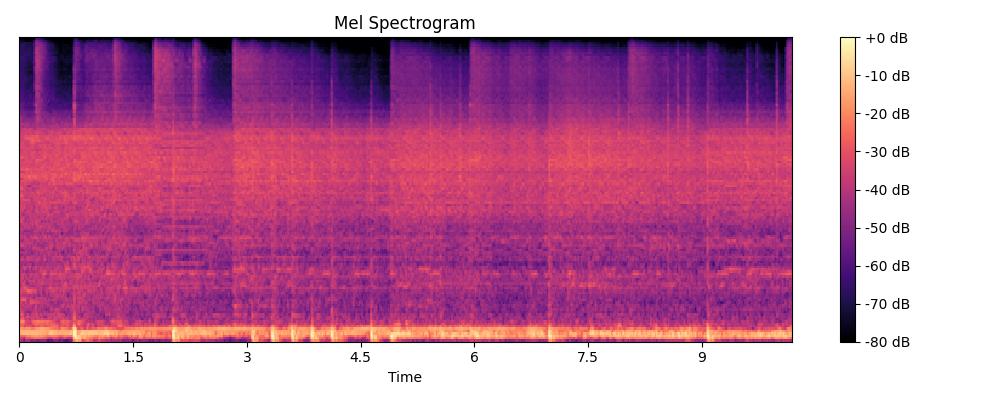 Mel Spectrogram
+0 dB
-10 dB
-20 dB
-30 dB
-40 dB
-50 dB
-60 dB
-70 dB
-80 dB
0 1.5 3 4.5 6 7.5 9
Time